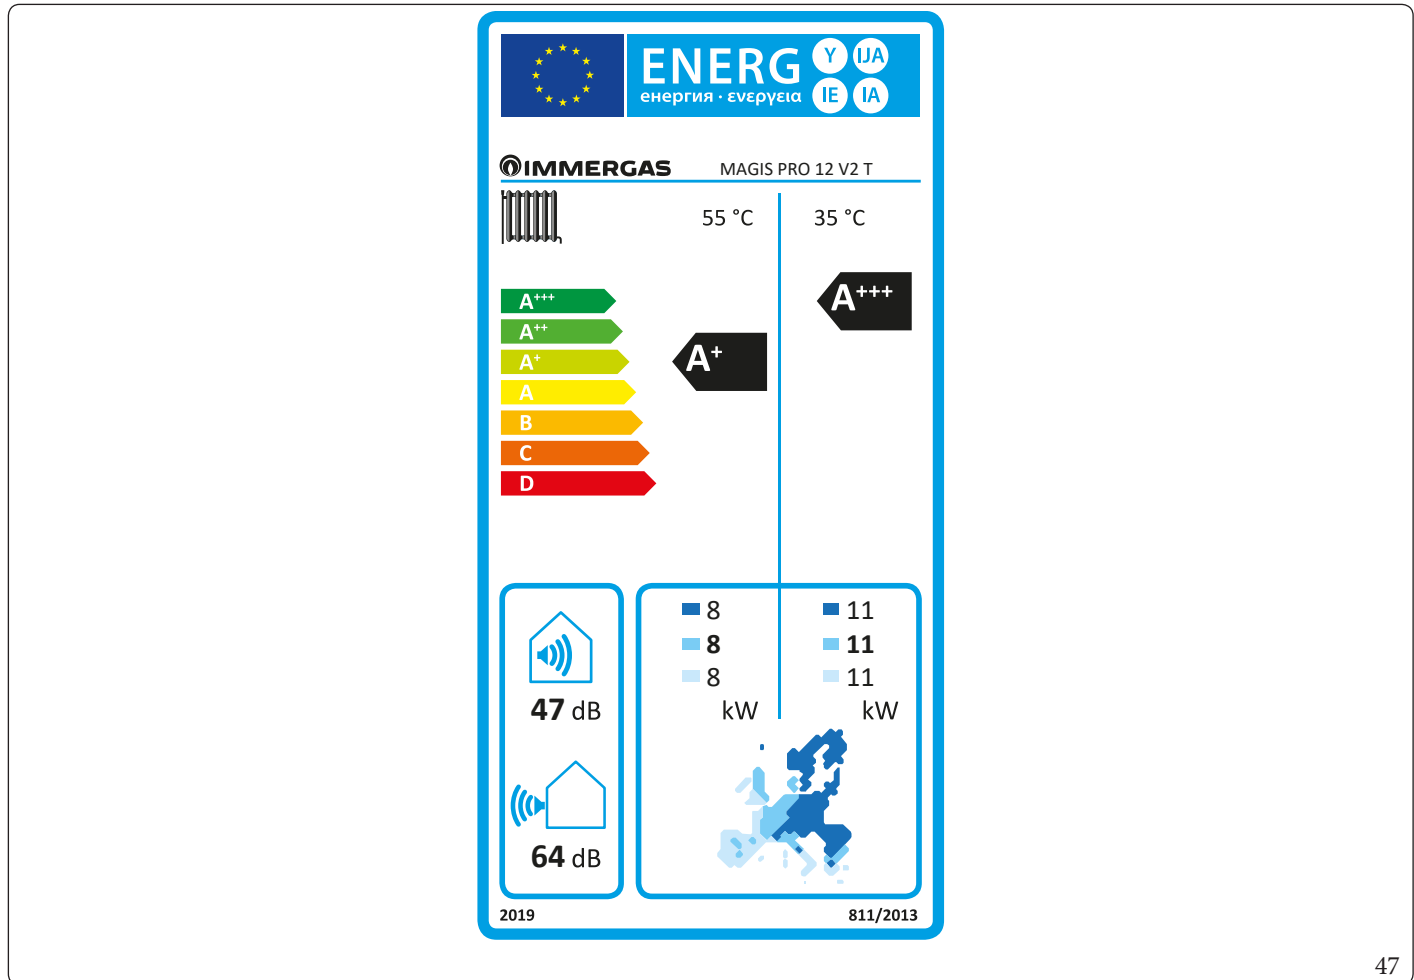 ENERG Y IJA
енергия · ενεργεια IE IA
IMMERGAS MAGIS PRO 12 V2 T
55 °C 35 °C
A+++
A+++
A++
A+
A+
A
B
C
D
8 11
8 11
8 11
kW kW
47 dB
64 dB
2019 811/2013
47